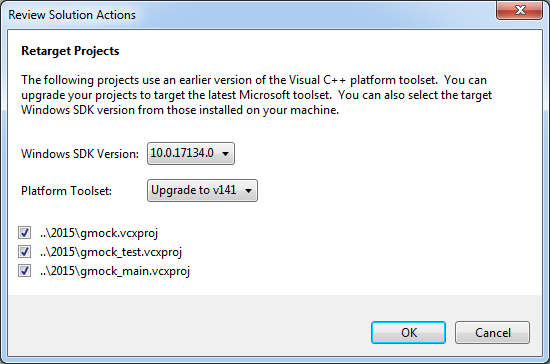 Review Solution Actions
Retarget Projects
The following projects use an earlier version of the Visual C++ platform toolset.  You can
upgrade your projects to target the latest Microsoft toolset.  You can also select the target
Windows SDK version from those installed on your machine.
Windows SDK Version: 10.0.17134.0
Platform Toolset: Upgrade to v141
..\2015\gmock.vcxproj
..\2015\gmock_test.vcxproj
..\2015\gmock_main.vcxproj
OK Cancel